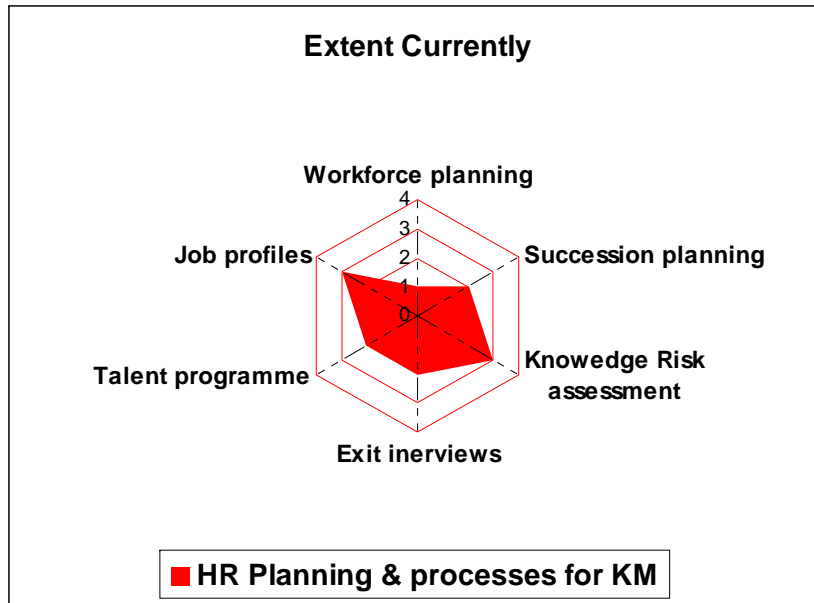 Extent Currently
Workforce planning
4
3
2
1
0
Job profiles
Succession planning
Talent programme
Knowedge Risk
assessment
Exit inerviews
HR Planning & processes for KM